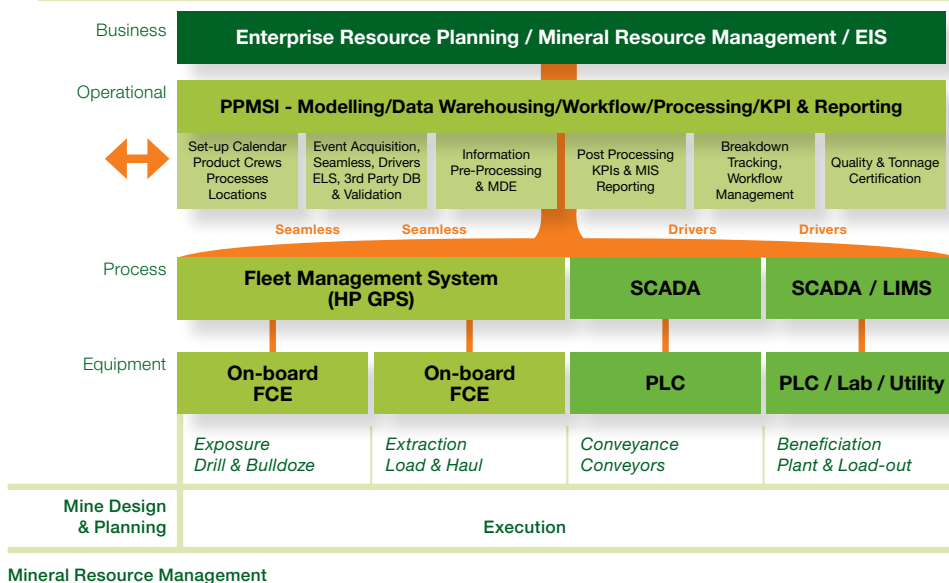 Business
Enterprise Resource Planning / Mineral Resource Management / EIS
Operational
PPMSI - Modelling/Data Warehousing/Workflow/Processing/KPI & Reporting
Set-up Calendar
Product Crews
Processes
Locations
Event Acquisition,
Seamless, Drivers
ELS, 3rd Party DB
& Validation
Information
Pre-Processing
& MDE
Post Processing
KPIs & MIS
Reporting
Breakdown
Tracking,
Workflow
Management
Quality & Tonnage
Certification
Seamless
Seamless
Drivers
Drivers
Process
Fleet Management System
(HP GPS)
SCADA
SCADA / LIMS
Equipment
On-board
FCE
On-board
FCE
PLC
PLC / Lab / Utility
Exposure
Drill & Bulldoze
Extraction
Load & Haul
Conveyance
Conveyors
Beneficiation
Plant & Load-out
Mine Design
& Planning
Execution
Mineral Resource Management